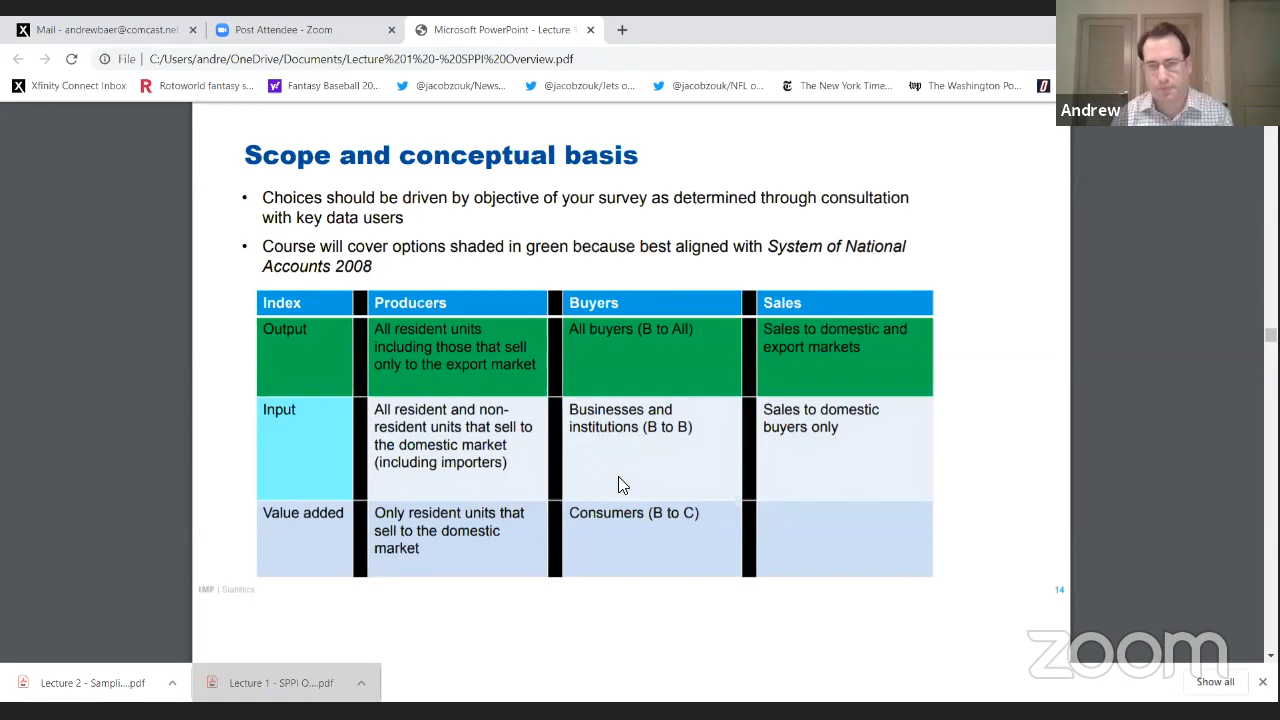 Mail - andrewbaer@comcast.net
Post Attendee - Zoom
Microsoft PowerPoint - Lecture 1
File
C:/Users/andre/OneDrive/Documents/Lecture%201%20-%20SPPI%20Overview.pdf
Xfinity Connect Inbox
Rotoworld fantasy s...
Fantasy Baseball 20...
@jacobzouk/News...
@jacobzouk/Jets o...
@jacobzouk/NFL o...
The New York Time...
The Washington Po...
Andrew
Scope and conceptual basis
• Choices should be driven by objective of your survey as determined through consultation
with key data users
• Course will cover options shaded in green because best aligned with System of National
Accounts 2008
Index
Producers
Buyers
Sales
Output
All resident units
including those that sell
only to the export market
All buyers (B to All)
Sales to domestic and
export markets
Input
All resident and non-
resident units that sell to
the domestic market
(including importers)
Businesses and
institutions (B to B)
Sales to domestic
buyers only
Value added
Only resident units that
sell to the domestic
market
Consumers (B to C)
IMF | Statistics
14
zoom
Lecture 2 - Sampli....pdf
Lecture 1 - SPPI O....pdf
Show all